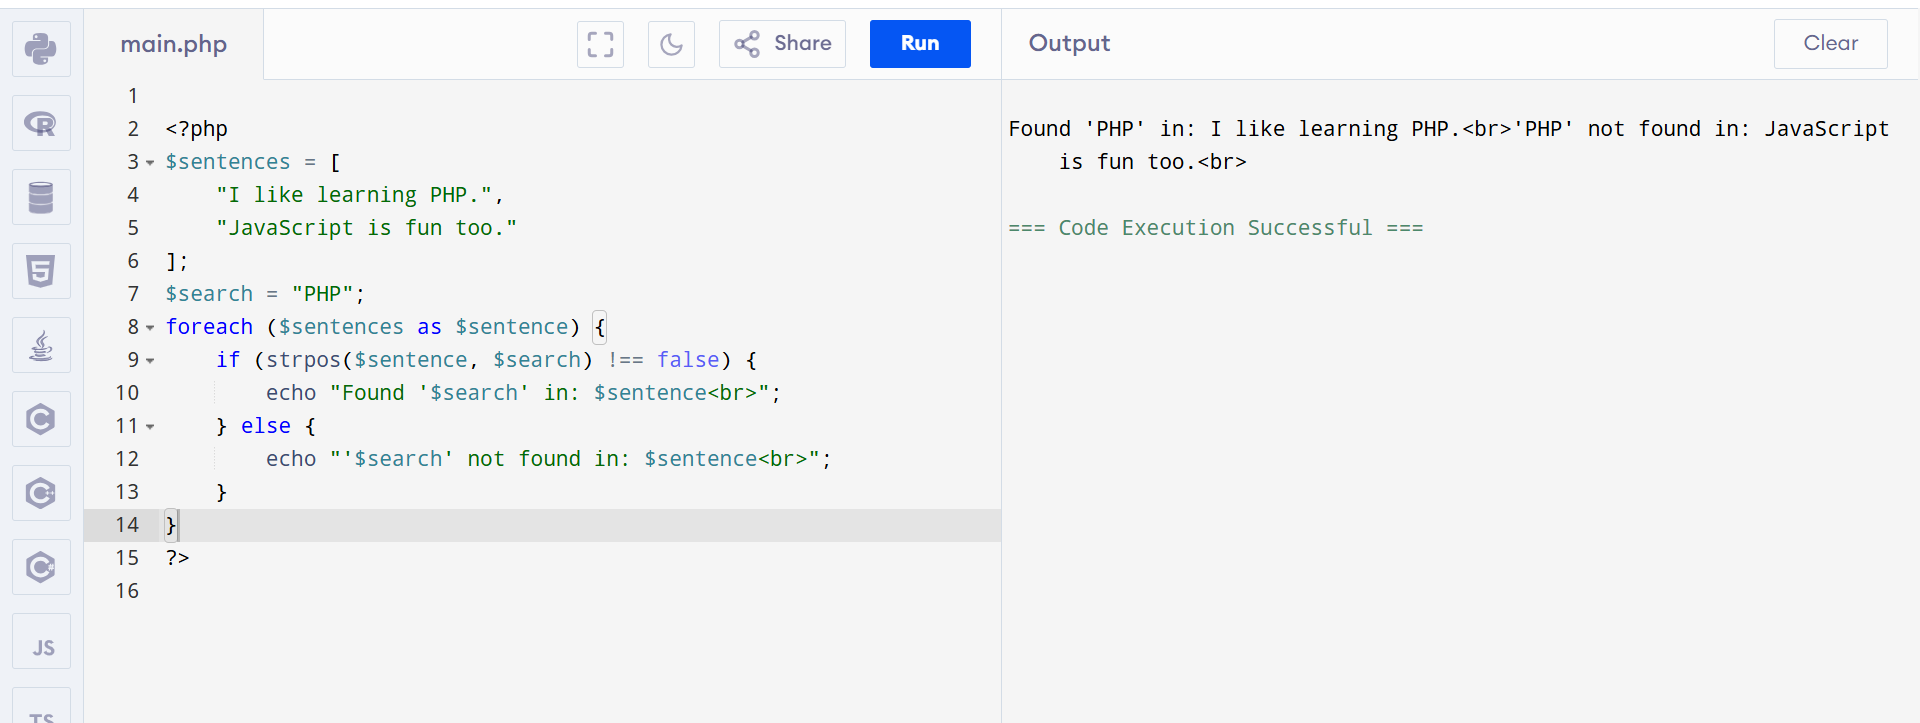 main.php
Share
Run
Output
Clear
1
2 <?php
3 $sentences = [
4     "I like learning PHP.",
5     "JavaScript is fun too."
6 ];
7 $search = "PHP";
8 foreach ($sentences as $sentence) {
9     if (strpos($sentence, $search) !== false) {
10         echo "Found '$search' in: $sentence<br>";
11     } else {
12         echo "'$search' not found in: $sentence<br>";
13     }
14 }
15 ?>
16
Found 'PHP' in: I like learning PHP.<br>'PHP' not found in: JavaScript
    is fun too.<br>
=== Code Execution Successful ===
R
5
C
C++
C#
JS
TS